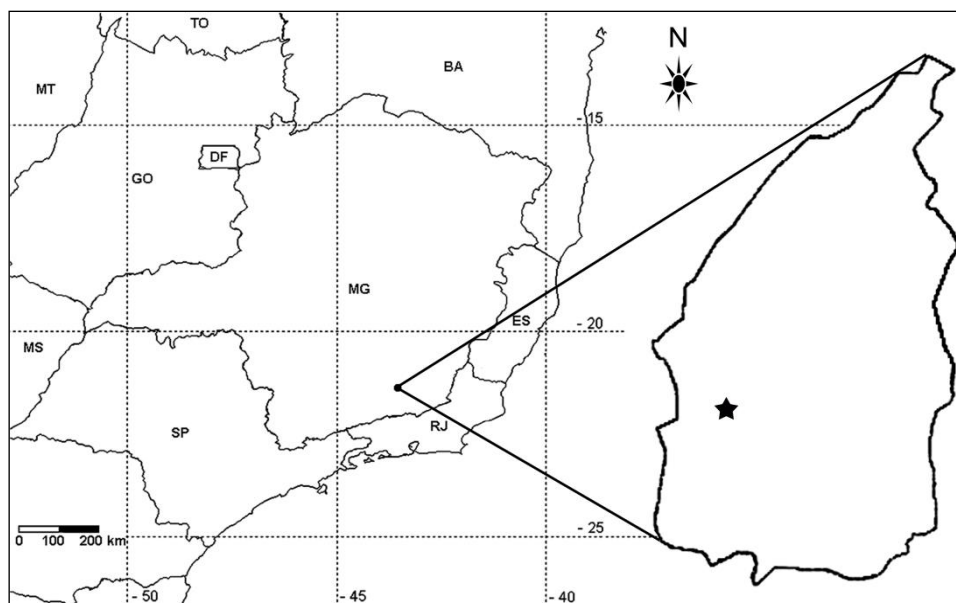 TO
N
BA
MT
- 15
DF
GO
MG
ES
- 20
MS
RJ
SP
- 25
0 100 200 km
- 50
- 45
- 40